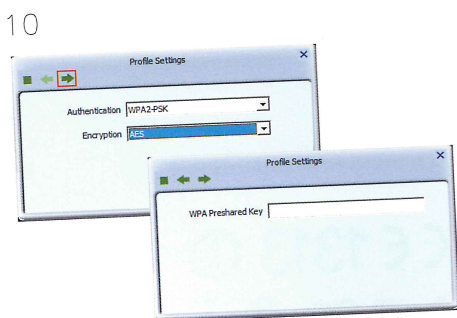 10
Profile Settings
Authentication WPA2-PSK
Encryption AES
Profile Settings
WPA Preshared Key